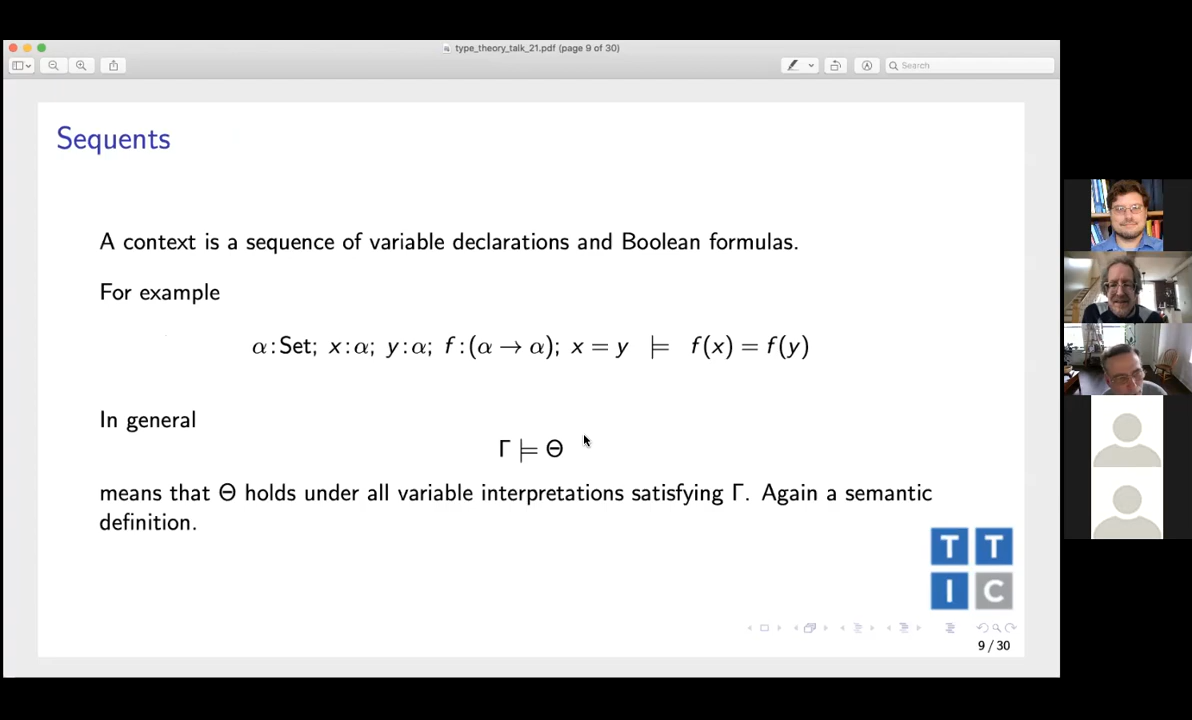 type_theory_talk_21.pdf (page 9 of 30)
Search
Sequents
A context is a sequence of variable declarations and Boolean formulas.
For example
α:Set; x:α; y:α; f:(α → α); x = y ⊨ f(x) = f(y)
In general
Γ ⊨ Θ
means that Θ holds under all variable interpretations satisfying Γ. Again a semantic
definition.
T T
I C
9 / 30